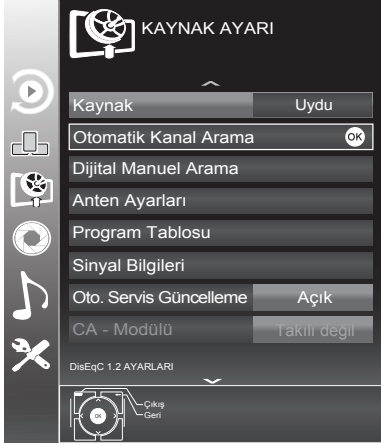 KAYNAK AYARI
Kaynak Uydu
Otomatik Kanal Arama OK
Dijital Manuel Arama
Anten Ayarları
Program Tablosu
Sinyal Bilgileri
Oto. Servis Güncelleme Açık
CA - Modülü Takılı değil
DisEqC 1.2 AYARLARI
Çıkış
Geri
OK